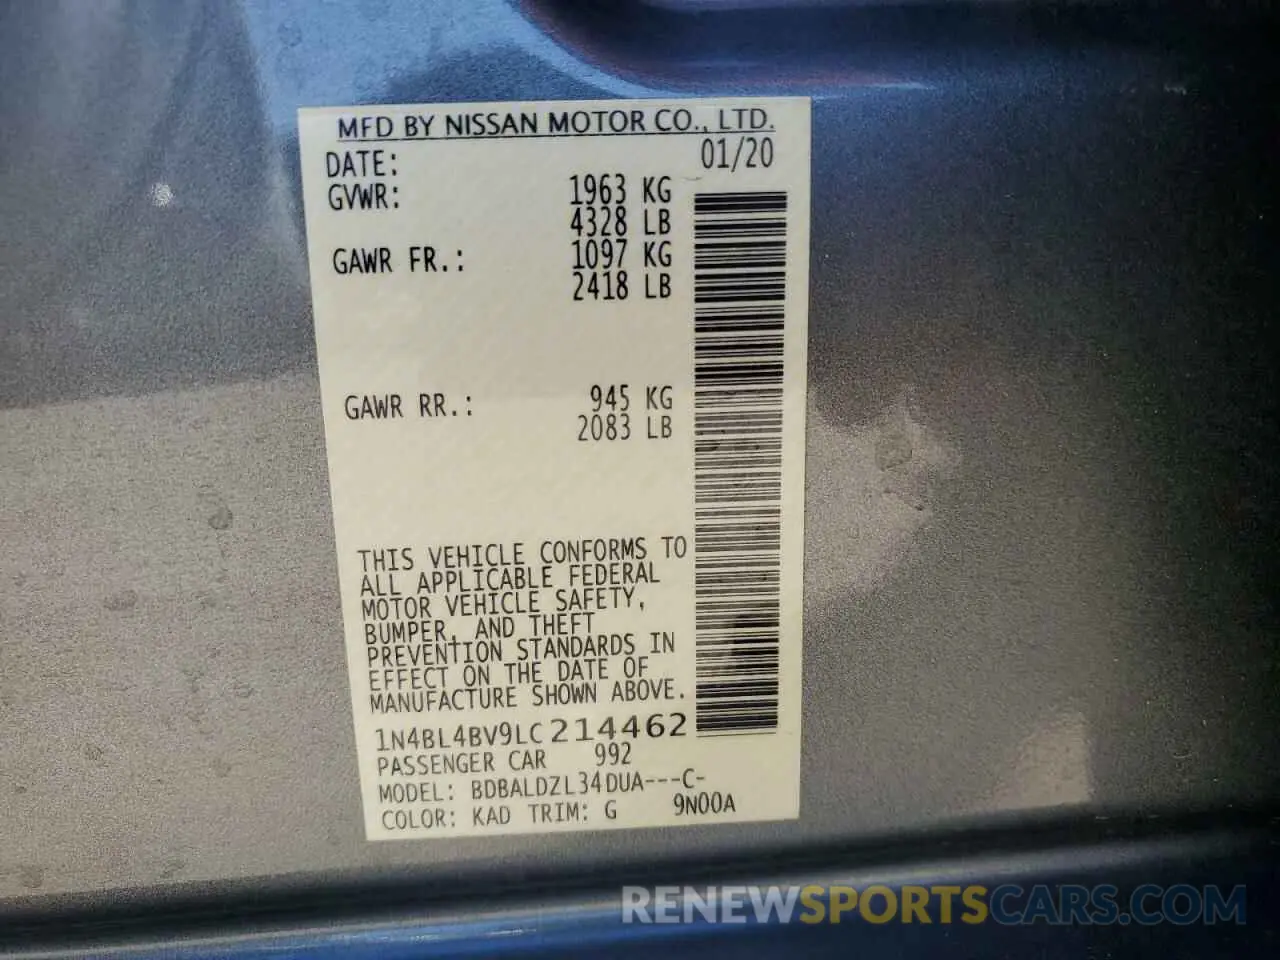 MFD BY NISSAN MOTOR CO., LTD.
DATE: 01/20
GVWR: 1963 KG
4328 LB
GAWR FR.: 1097 KG
2418 LB
GAWR RR.: 945 KG
2083 LB
THIS VEHICLE CONFORMS TO
ALL APPLICABLE FEDERAL
MOTOR VEHICLE SAFETY,
BUMPER, AND THEFT
PREVENTION STANDARDS IN
EFFECT ON THE DATE OF
MANUFACTURE SHOWN ABOVE.
1N4BL4BV9LC214462
PASSENGER CAR 992
MODEL: BDBALDZL34DUA---C-
COLOR: KAD TRIM: G 9N00A
RENEWSPORTSCARS.COM